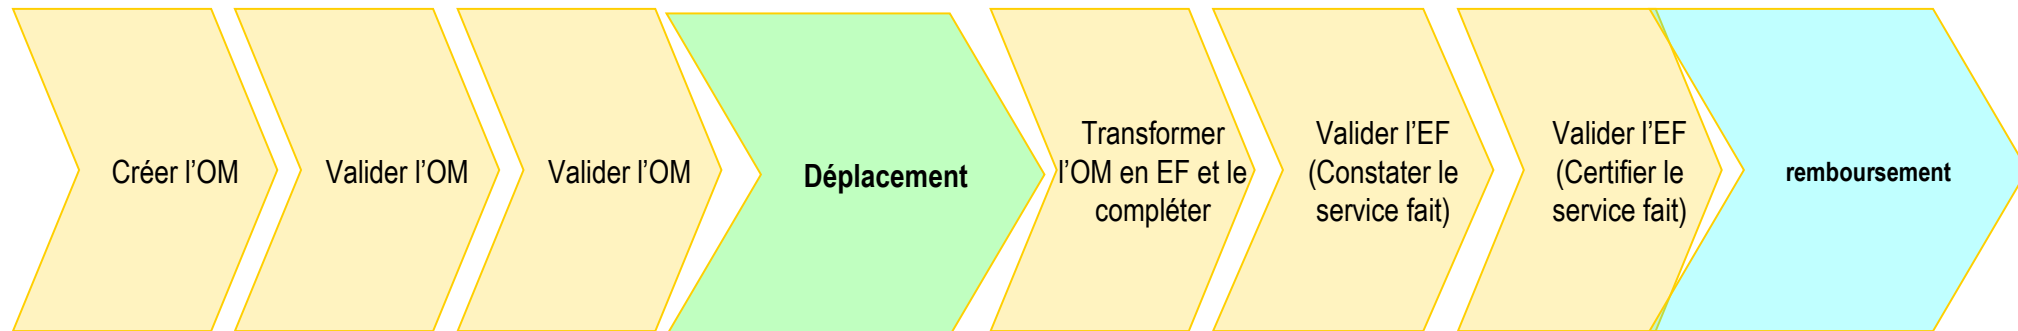 Créer l’OM
Valider l’OM
Valider l’OM
Déplacement
Transformer
l’OM en EF et le
compléter
Valider l’EF
(Constater le
service fait)
Valider l’EF
(Certifier le
service fait)
remboursement